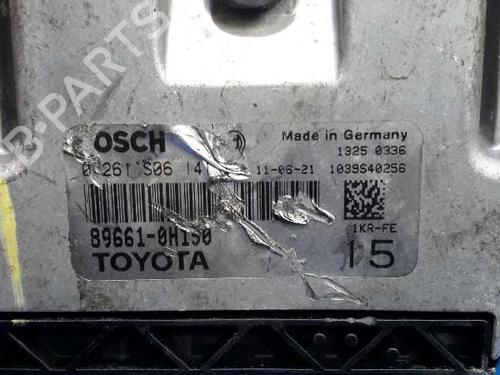 OSCH
Made in Germany
1325 0336
0 261 S06 14
11-06-21
1039S40256
89661-0H150
1KR-FE
TOYOTA
15